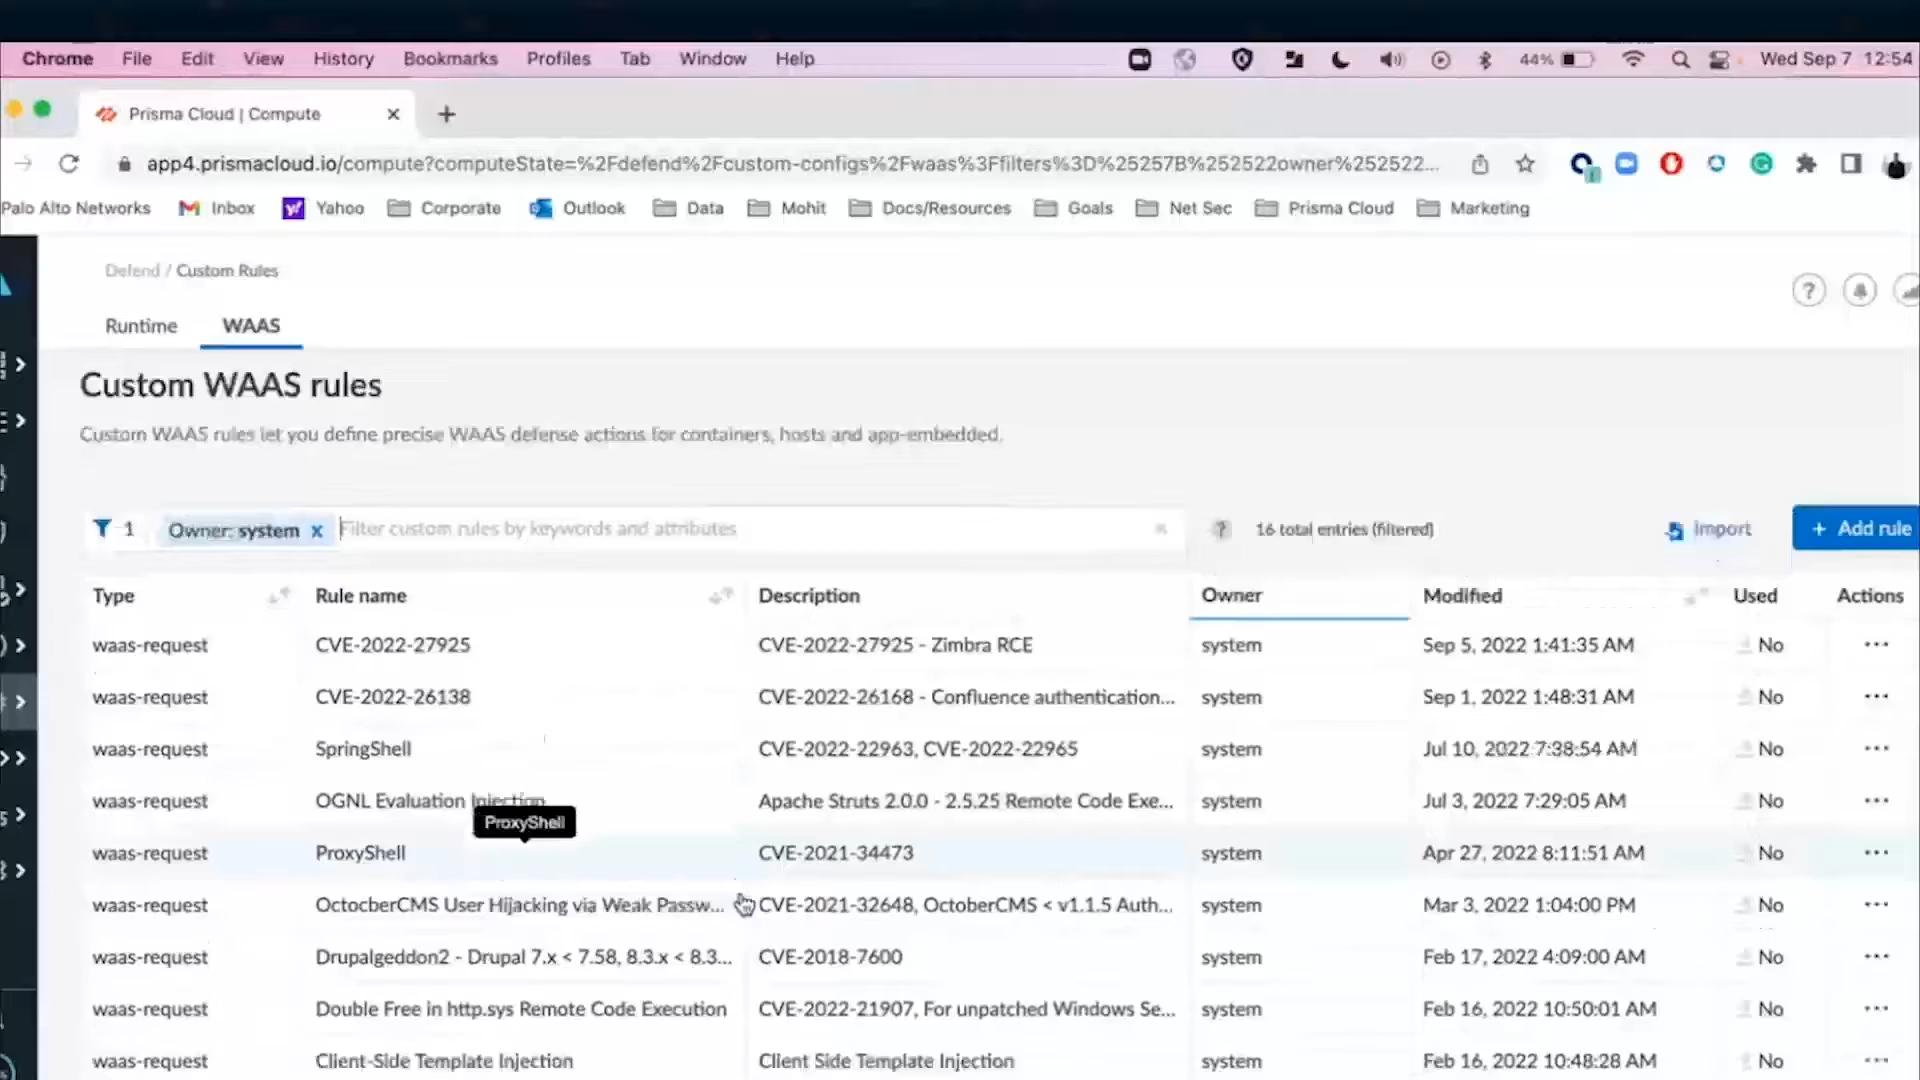 Chrome File Edit View History Bookmarks Profiles Tab Window Help 44% Wed Sep 7 12:54
Prisma Cloud | Compute
app4.prismacloud.io/compute?computeState=%2Fdefend%2Fcustom-configs%2Fwaas%3Ffilters%3D%25257B%252522owner%252522...
Palo Alto Networks Inbox Yahoo Corporate Outlook Data Mohit Docs/Resources Goals Net Sec Prisma Cloud Marketing
Defend / Custom Rules
Runtime WAAS
Custom WAAS rules
Custom WAAS rules let you define precise WAAS defense actions for containers, hosts and app-embedded.
1 Owner: system x Filter custom rules by keywords and attributes ? 16 total entries (filtered) Import + Add rule
Type Rule name Description Owner Modified Used Actions
waas-request CVE-2022-27925 CVE-2022-27925 - Zimbra RCE system Sep 5, 2022 1:41:35 AM No
waas-request CVE-2022-26138 CVE-2022-26168 - Confluence authentication... system Sep 1, 2022 1:48:31 AM No
waas-request SpringShell CVE-2022-22963, CVE-2022-22965 system Jul 10, 2022 7:38:54 AM No
waas-request OGNL Evaluation Injection Apache Struts 2.0.0 - 2.5.25 Remote Code Exe... system Jul 3, 2022 7:29:05 AM No
ProxyShell
waas-request ProxyShell CVE-2021-34473 system Apr 27, 2022 8:11:51 AM No
waas-request OctocberCMS User Hijacking via Weak Passw... CVE-2021-32648, OctoberCMS < v1.1.5 Auth... system Mar 3, 2022 1:04:00 PM No
waas-request Drupalgeddon2 - Drupal 7.x < 7.58, 8.3.x < 8.3... CVE-2018-7600 system Feb 17, 2022 4:09:00 AM No
waas-request Double Free in http.sys Remote Code Execution CVE-2022-21907, For unpatched Windows Se... system Feb 16, 2022 10:50:01 AM No
waas-request Client-Side Template Injection Client Side Template Injection system Feb 16, 2022 10:48:28 AM No